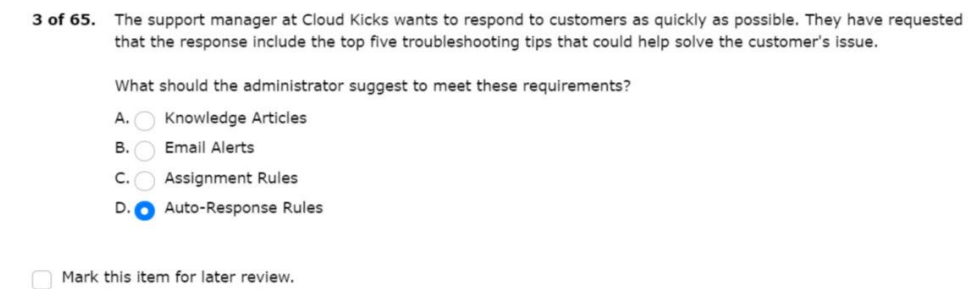 3 of 65. The support manager at Cloud Kicks wants to respond to customers as quickly as possible. They have requested
that the response include the top five troubleshooting tips that could help solve the customer's issue.
What should the administrator suggest to meet these requirements?
A. Knowledge Articles
B. Email Alerts
C. Assignment Rules
D. Auto-Response Rules
Mark this item for later review.